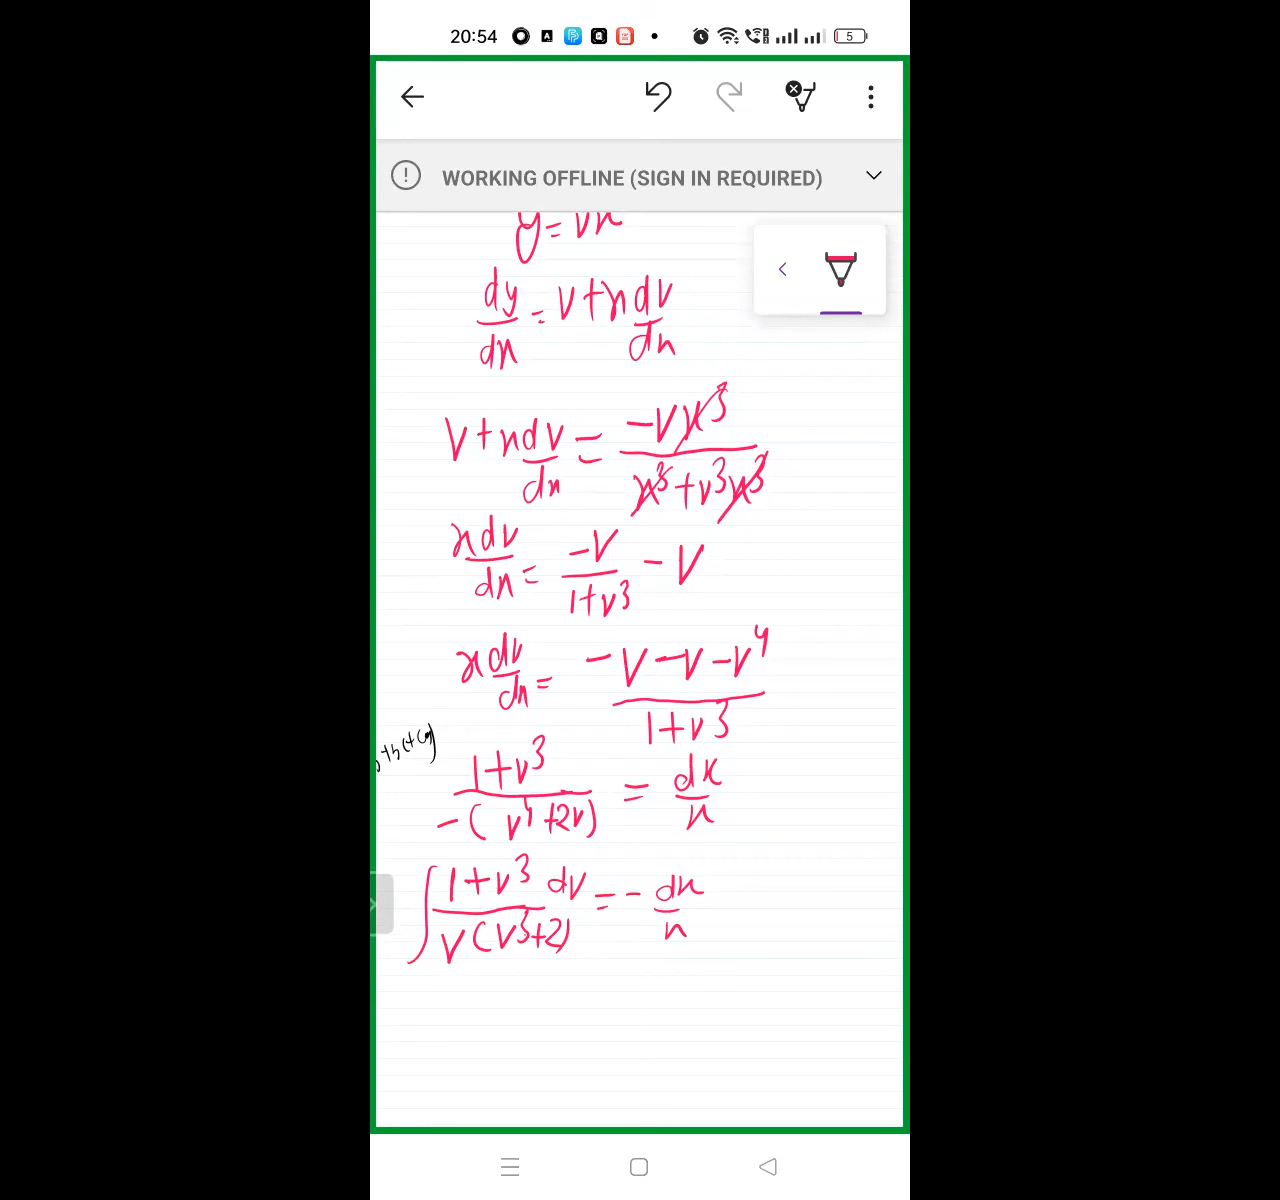 20:54
5
WORKING OFFLINE (SIGN IN REQUIRED)
y = vx
dy/dx = v + x dv/dx
v + x dv/dx = -vx³/(x³ + v³x³)
x dv/dx = -v/(1+v³) - v
x dv/dx = (-v - v - v⁴)/(1+v³)
(1+v³)/(-(v⁴+2v)) = dx/x
∫ (1+v³)/(v(v³+2)) dv = - dx/x